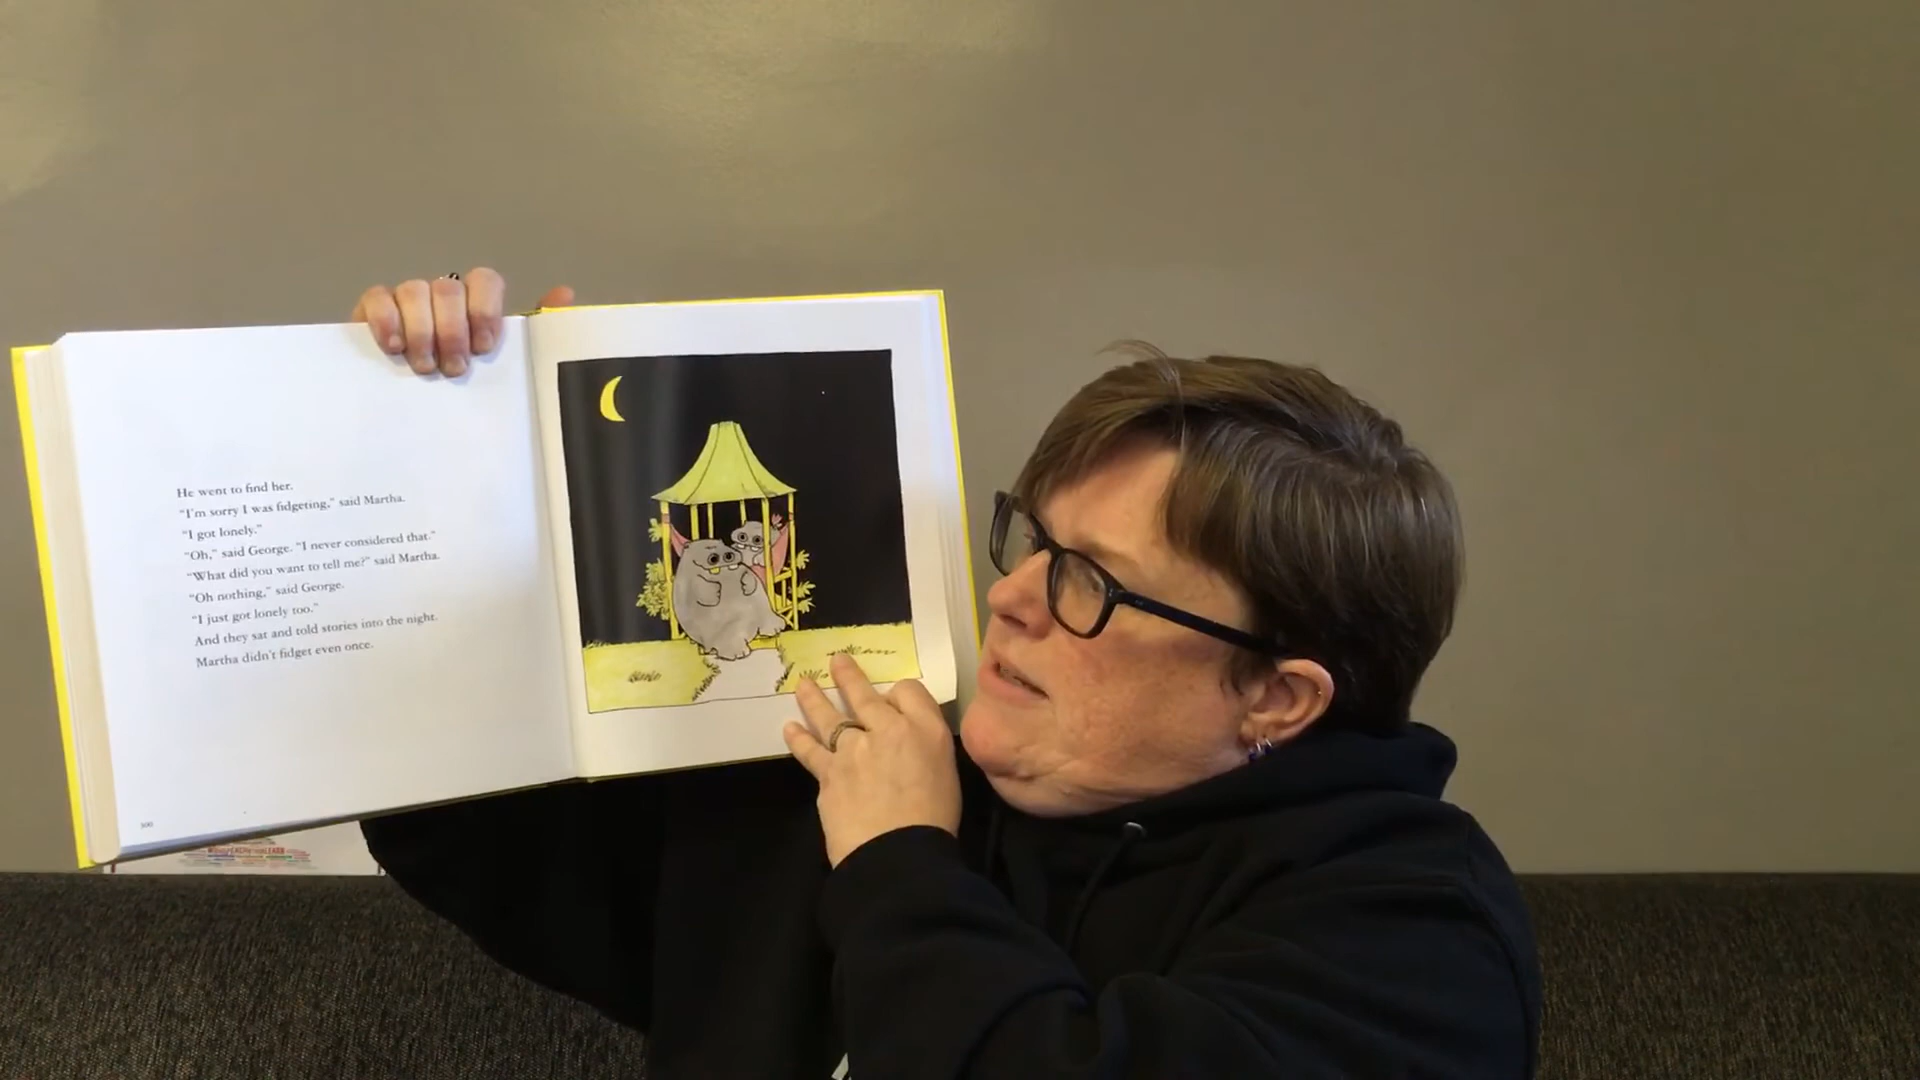 He went to find her.
"I'm sorry I was fidgeting," said Martha.
"I got lonely."
"Oh," said George. "I never considered that."
"What did you want to tell me?" said Martha.
"Oh nothing," said George.
"I just got lonely too."
And they sat and told stories into the night.
Martha didn't fidget even once.
300